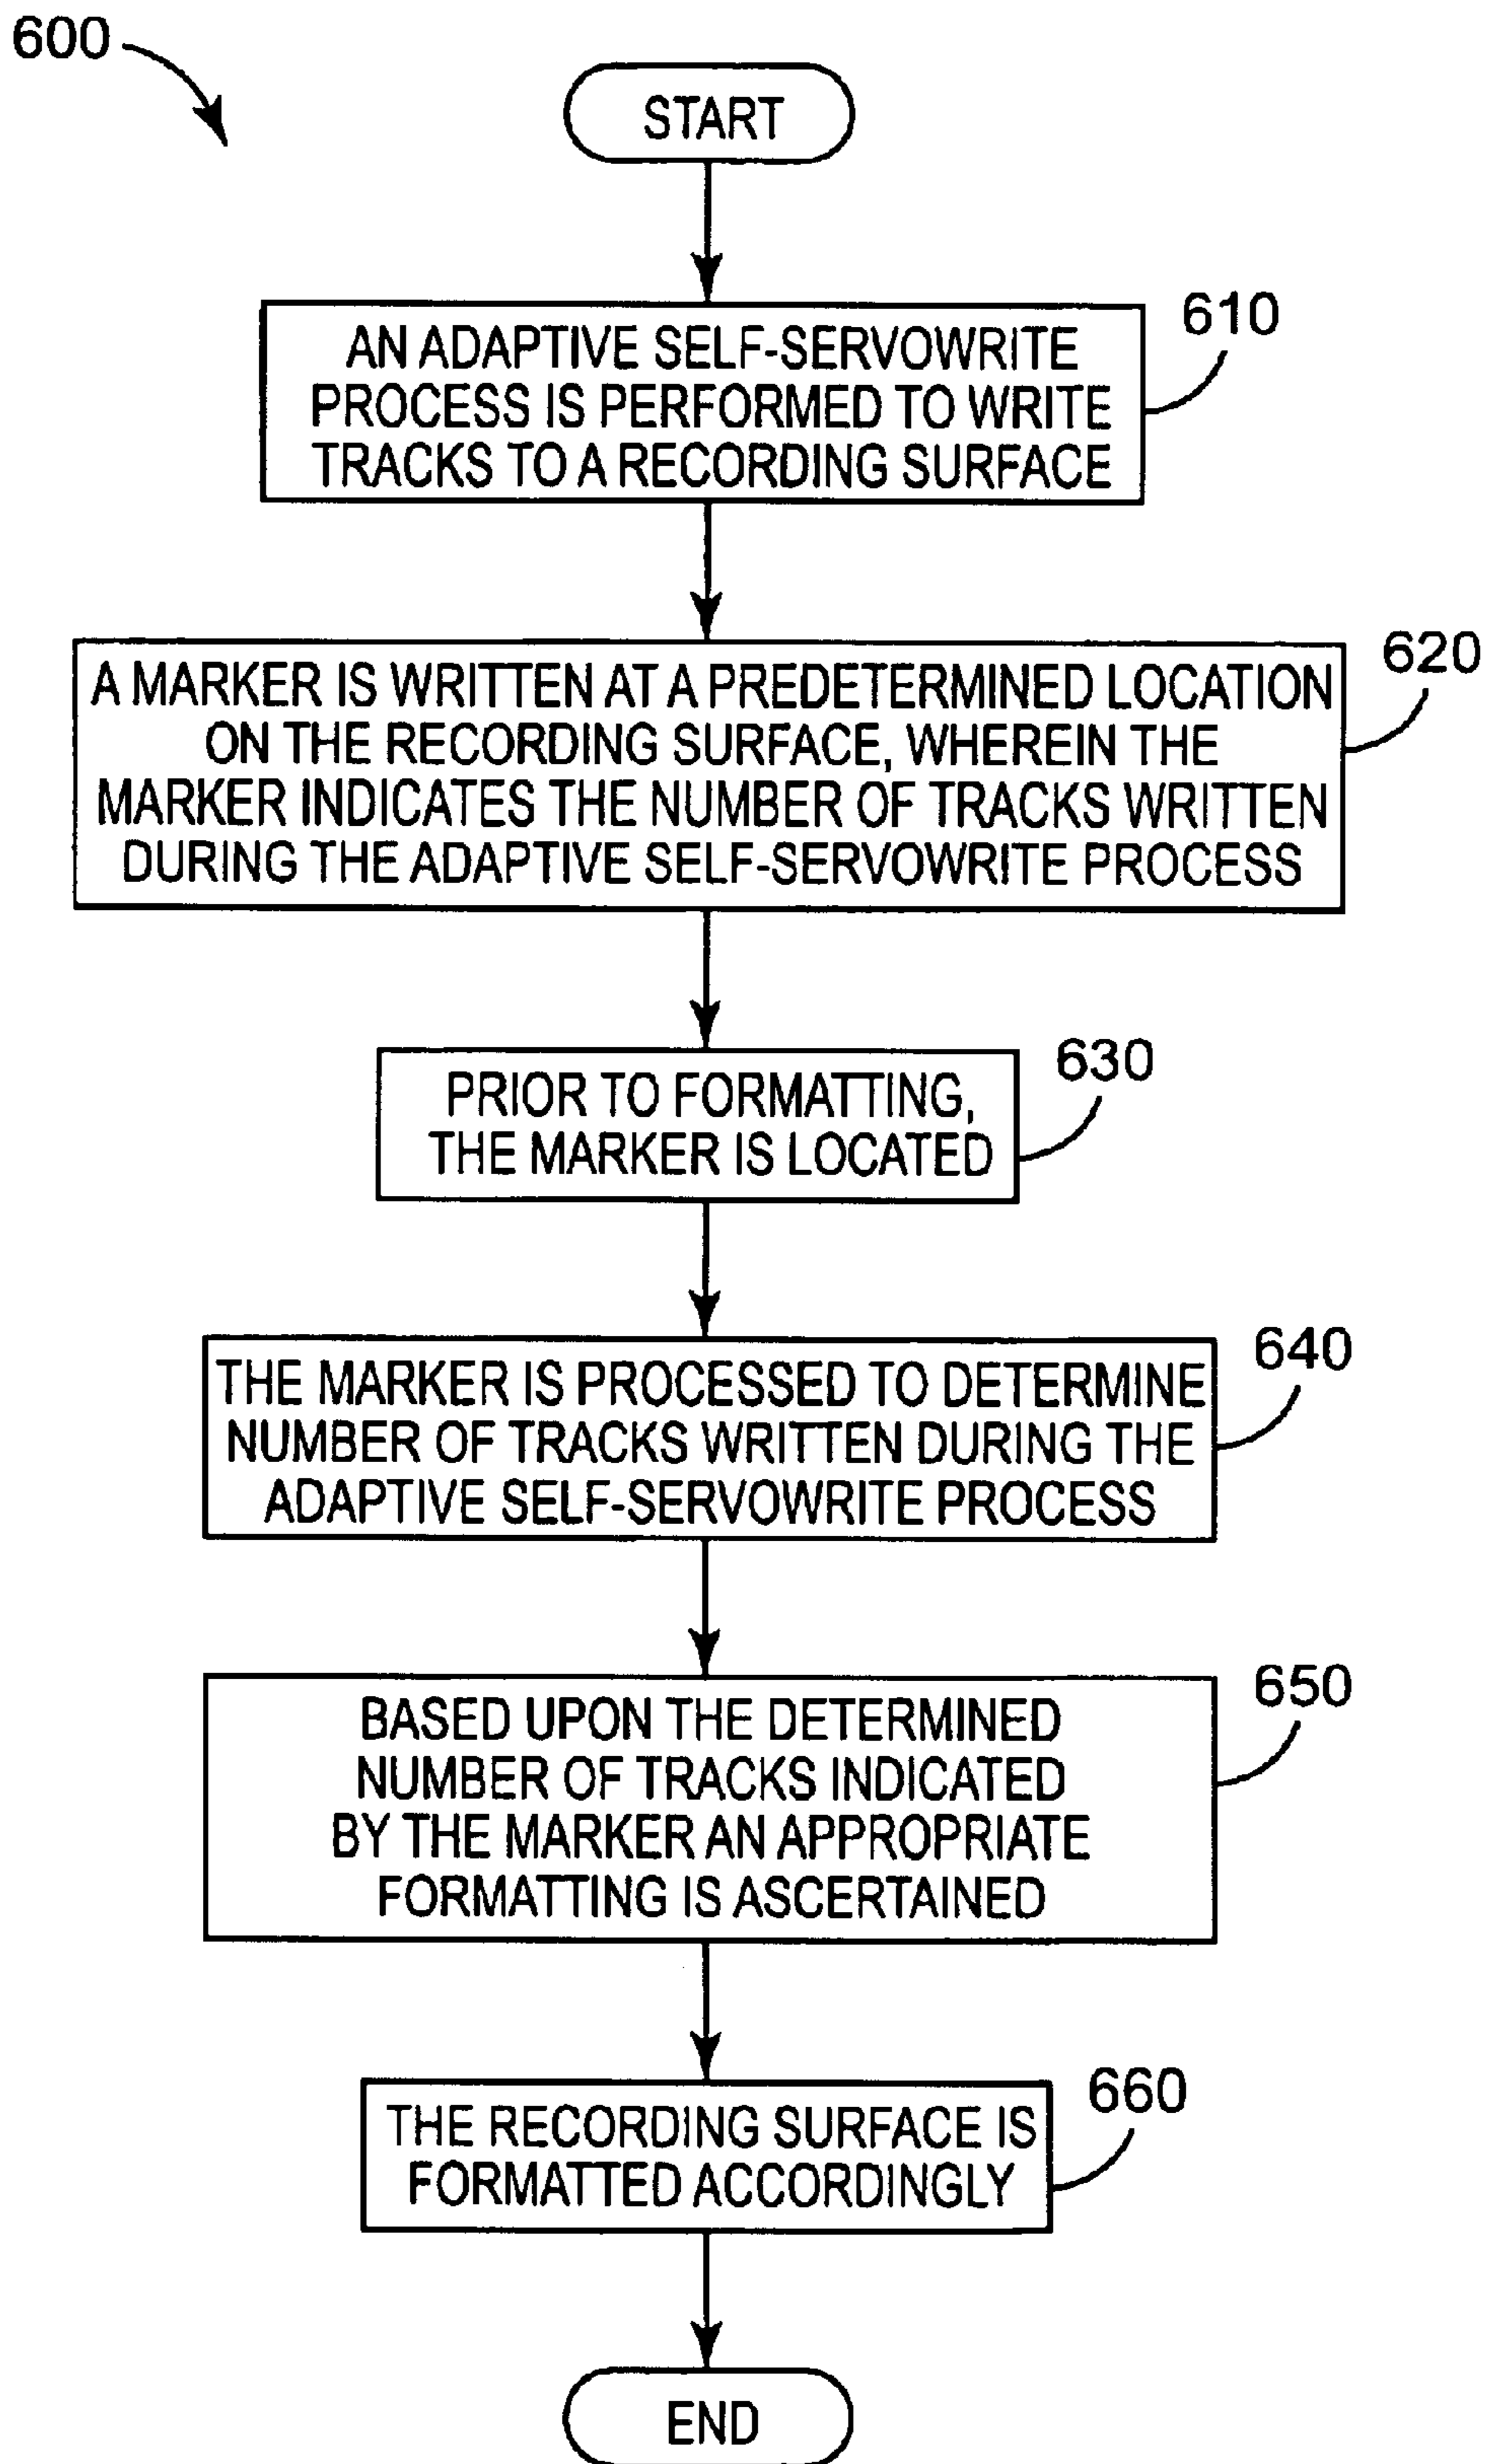 600
START
610
AN ADAPTIVE SELF-SERVOWRITE
PROCESS IS PERFORMED TO WRITE
TRACKS TO A RECORDING SURFACE
620
A MARKER IS WRITTEN AT A PREDETERMINED LOCATION
ON THE RECORDING SURFACE, WHEREIN THE
MARKER INDICATES THE NUMBER OF TRACKS WRITTEN
DURING THE ADAPTIVE SELF-SERVOWRITE PROCESS
630
PRIOR TO FORMATTING,
THE MARKER IS LOCATED
640
THE MARKER IS PROCESSED TO DETERMINE
NUMBER OF TRACKS WRITTEN DURING THE
ADAPTIVE SELF-SERVOWRITE PROCESS
650
BASED UPON THE DETERMINED
NUMBER OF TRACKS INDICATED
BY THE MARKER AN APPROPRIATE
FORMATTING IS ASCERTAINED
660
THE RECORDING SURFACE IS
FORMATTED ACCORDINGLY
END